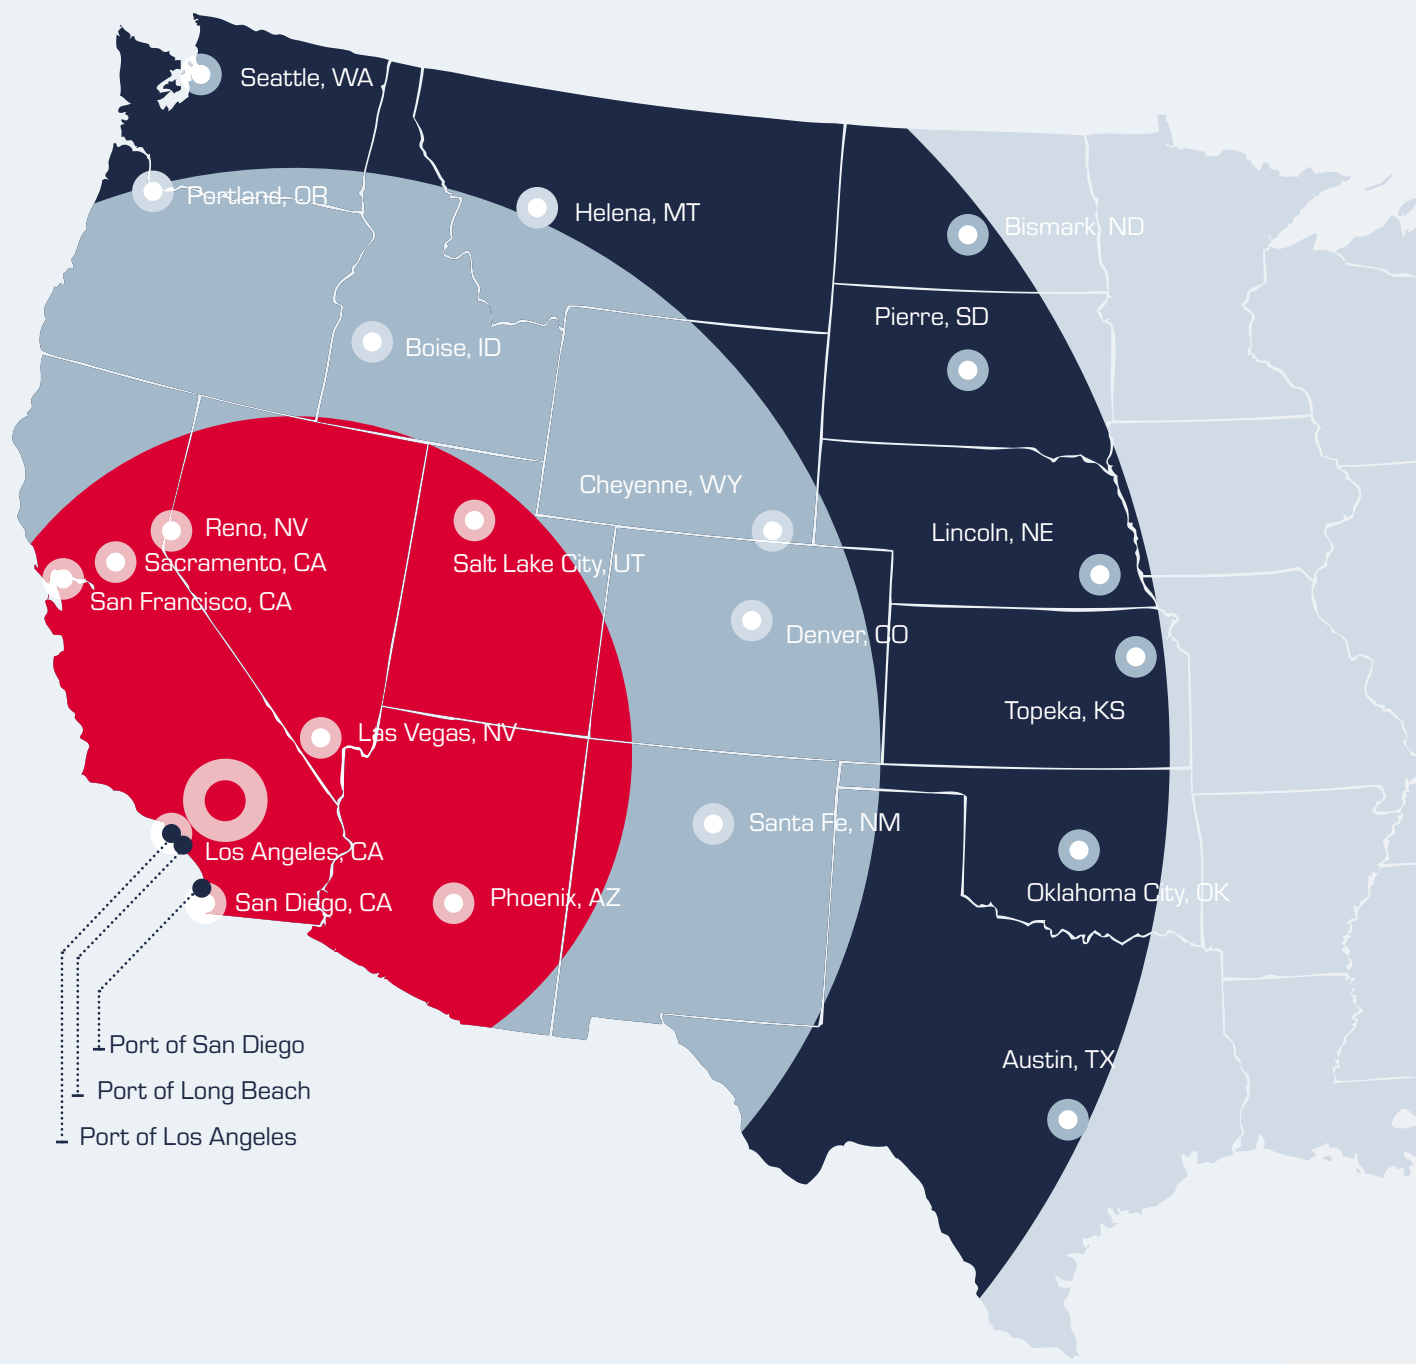 Seattle, WA
Portland, OR
Helena, MT
Bismark, ND
Pierre, SD
Boise, ID
Cheyenne, WY
Reno, NV
Lincoln, NE
Sacramento, CA
Salt Lake City, UT
San Francisco, CA
Denver, CO
Topeka, KS
Las Vegas, NV
Santa Fe, NM
Los Angeles, CA
Oklahoma City, OK
Phoenix, AZ
San Diego, CA
Port of San Diego
Austin, TX
Port of Long Beach
Port of Los Angeles